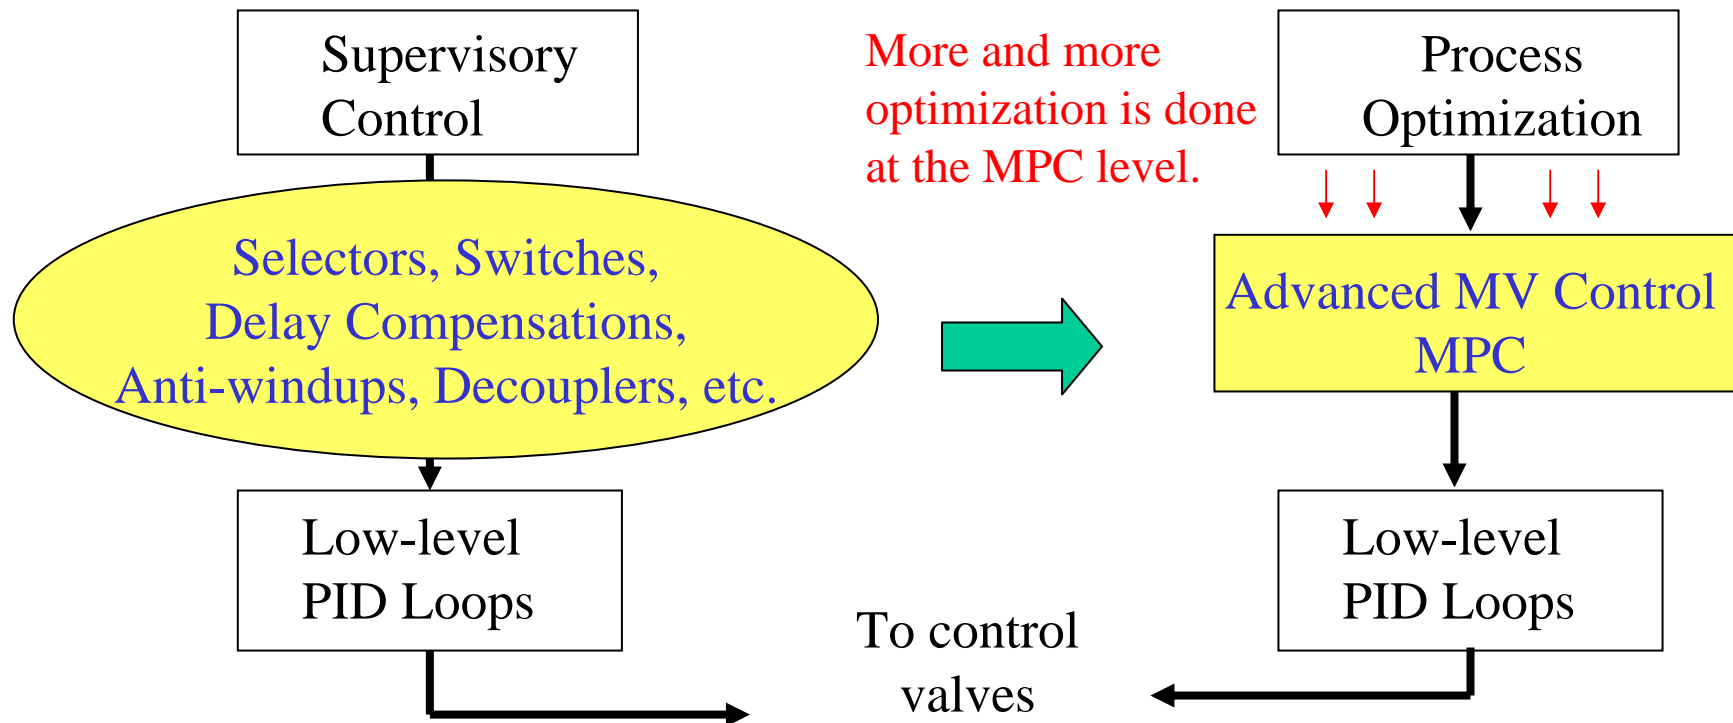 Supervisory
Control
Selectors, Switches,
Delay Compensations,
Anti-windups, Decouplers, etc.
Low-level
PID Loops
More and more
optimization is done
at the MPC level.
To control
valves
Process
Optimization
Advanced MV Control
MPC
Low-level
PID Loops